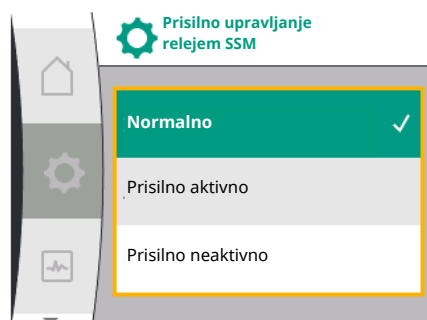 Prisilno upravljanje
relejem SSM
Normalno
Prisilno aktivno
Prisilno neaktivno